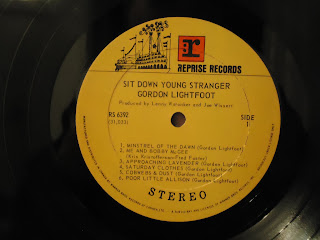 REPRISE RECORDS
SIT DOWN YOUNG STRANGER
GORDON LIGHTFOOT
Produced by Lenny Waronker and Joe Wissert
RS 6392
(31,033)
SIDE
1
1. MINSTREL OF THE DAWN (Gordon Lightfoot)
2. ME AND BOBBY McGEE
(Kris Kristofferson-Fred Foster)
3. APPROACHING LAVENDER (Gordon Lightfoot)
4. SATURDAY CLOTHES (Gordon Lightfoot)
5. COBWEBS & DUST (Gordon Lightfoot)
6. POOR LITTLE ALLISON (Gordon Lightfoot)
STEREO